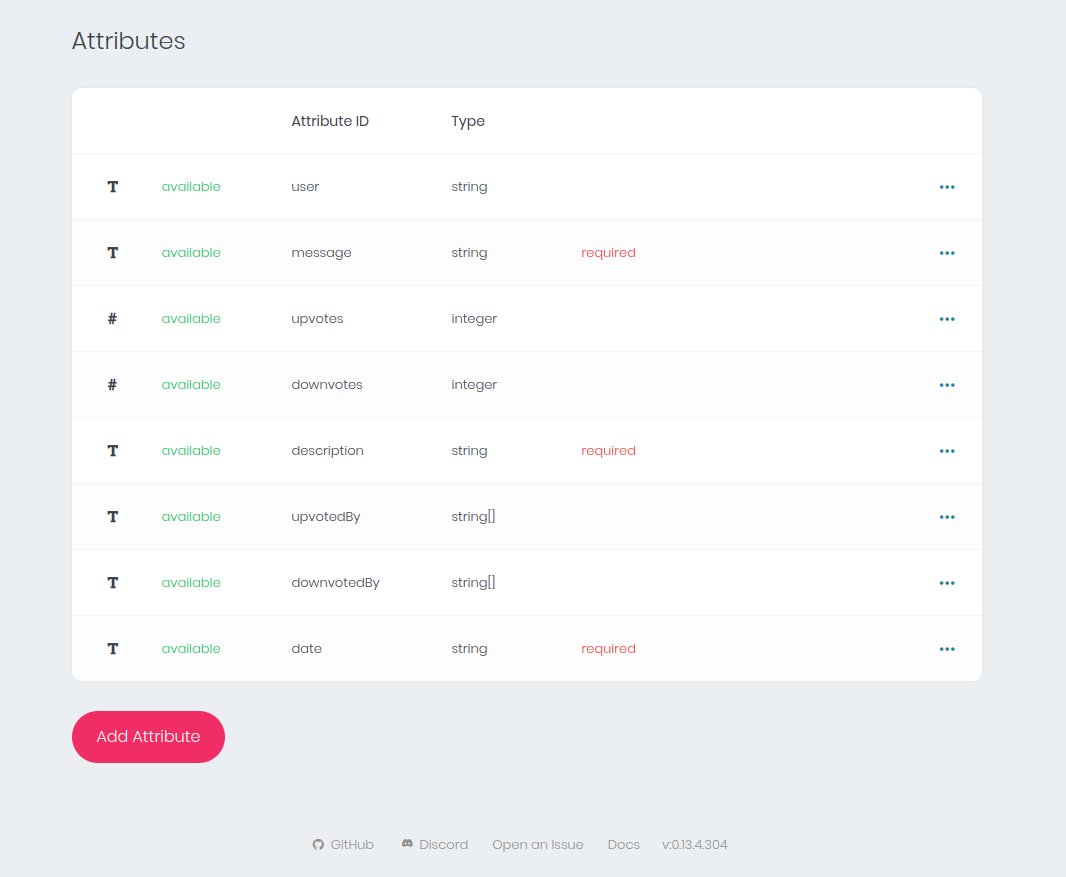 Attributes
Attribute ID Type
T available user string
T available message string required
# available upvotes integer
# available downvotes integer
T available description string required
T available upvotedBy string[]
T available downvotedBy string[]
T available date string required
Add Attribute
GitHub Discord Open an Issue Docs v:0.13.4.304